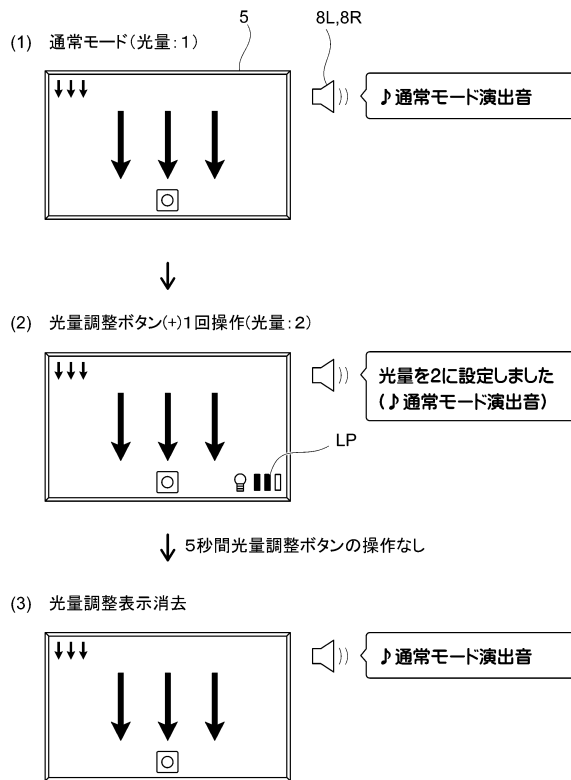 5
8L,8R
(1) 通常モード(光量:1)
♪通常モード演出音
(2) 光量調整ボタン(+)1回操作(光量:2)
光量を2に設定しました
(♪通常モード演出音)
LP
5秒間光量調整ボタンの操作なし
(3) 光量調整表示消去
♪通常モード演出音